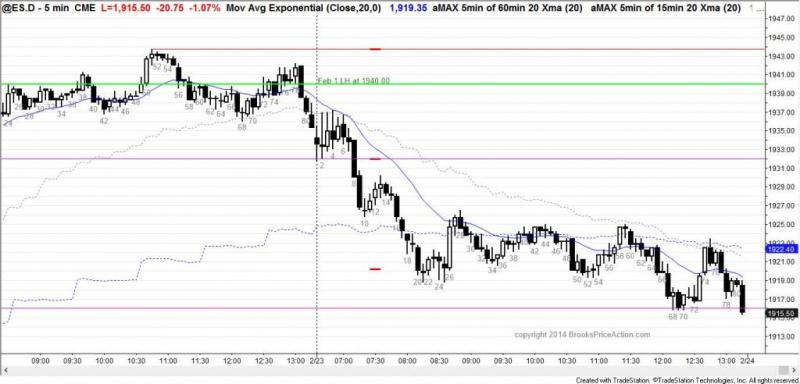 @ES.D - 5 min CME L=1,915.50 -20.75 -1.07% Mov Avg Exponential (Close,20,0) 1,919.35 aMAX 5min of 60min 20 Xma (20) aMAX 5min of 15min 20 Xma (20) ...
1947.00
1945.00
1943.00
1941.00
Feb 1 LH at 1940.00
1939.00
1937.00
1935.00
1933.00
1931.00
1929.00
1927.00
1925.00
1922.40
1921.00
1919.00
1917.00
1915.50
1913.00
24 30 34 38 40 42 44 46 48 52 54 56 58 60 62 66 68 70 72 74 76
2 4 6 10 12 14 16 18 20 22 24 26 28 30 32 34 36 38 40 42 44 46 48 50 52 54 56 58 60 62 66 68 70 72 74 76 78 80
copyright 2014 BrooksPriceAction.com
09:00 09:30 10:00 10:30 11:00 11:30 12:00 12:30 13:00 2/23 07:00 07:30 08:00 08:30 09:00 09:30 10:00 10:30 11:00 11:30 12:00 12:30 13:00 2/24
Created with TradeStation. ©TradeStation Technologies, Inc. All rights reserved.